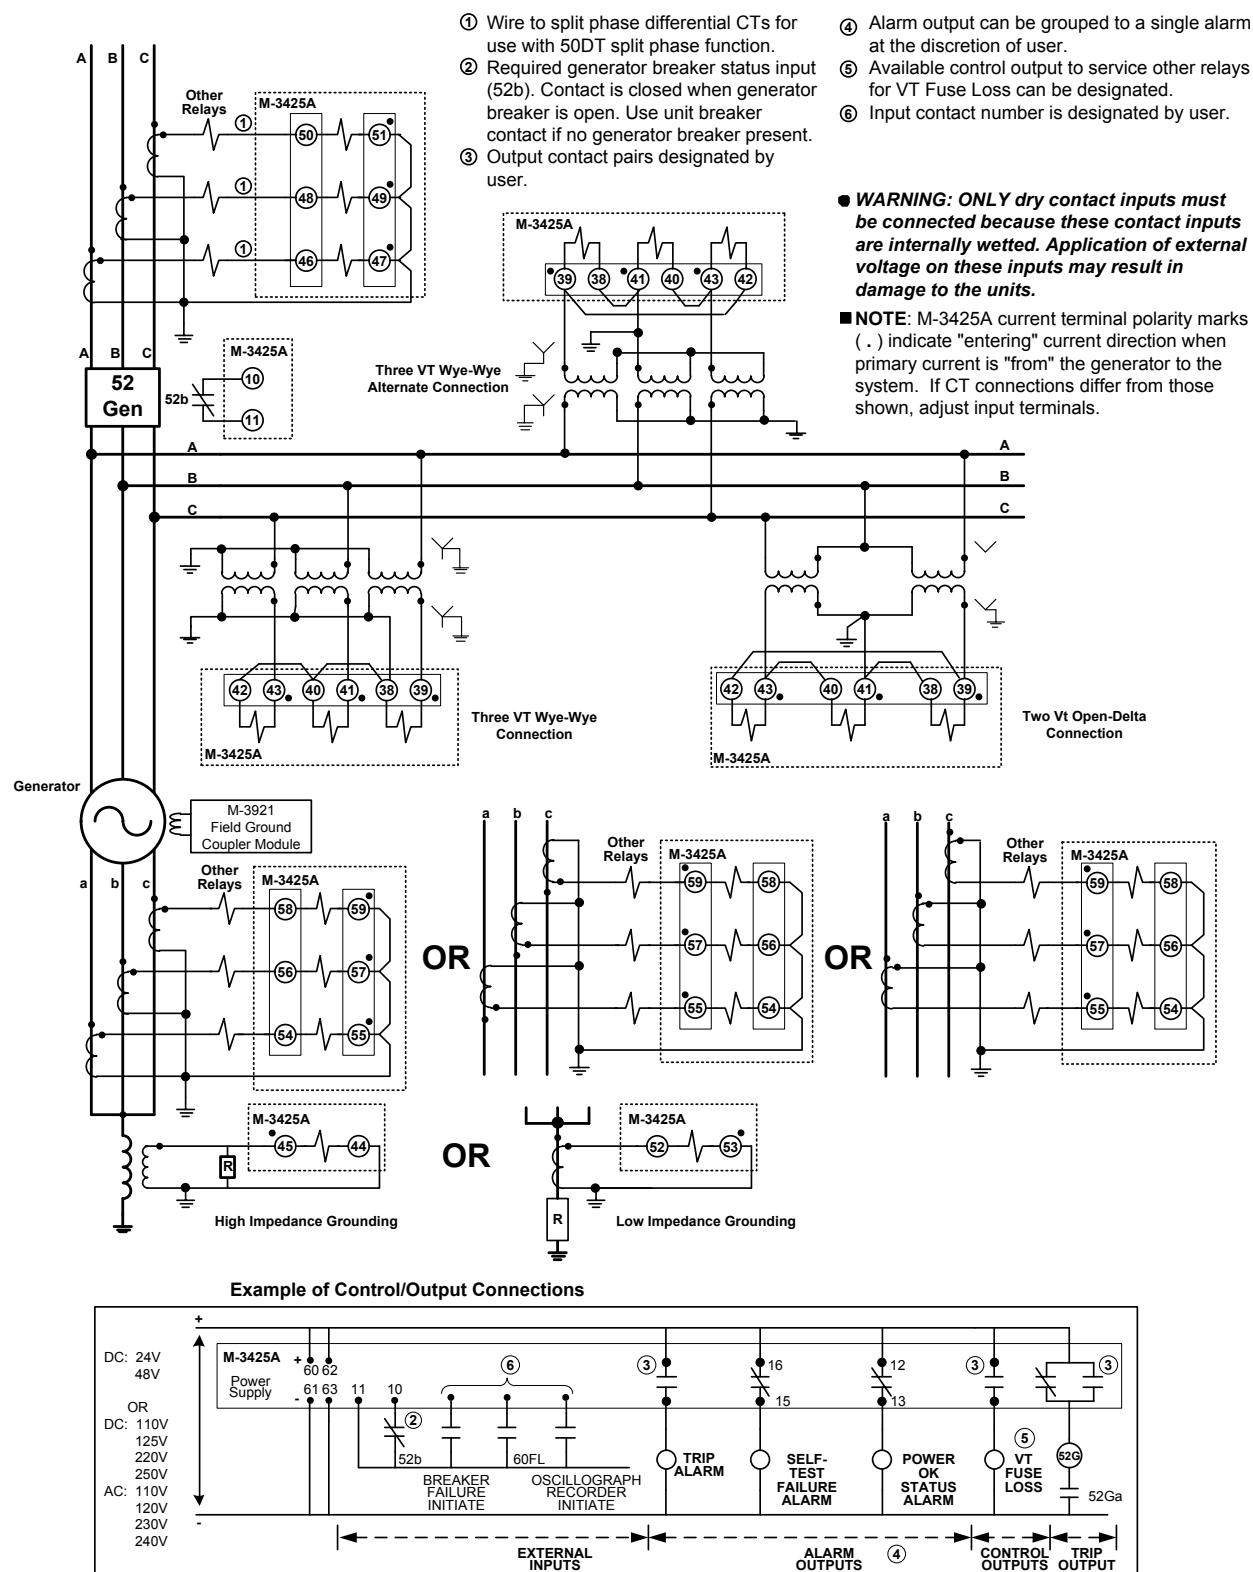 ① Wire to split phase differential CTs for
use with 50DT split phase function.
② Required generator breaker status input
(52b). Contact is closed when generator
breaker is open. Use unit breaker
contact if no generator breaker present.
③ Output contact pairs designated by
user.
④ Alarm output can be grouped to a single alarm
at the discretion of user.
⑤ Available control output to service other relays
for VT Fuse Loss can be designated.
⑥ Input contact number is designated by user.
● WARNING: ONLY dry contact inputs must
be connected because these contact inputs
are internally wetted. Application of external
voltage on these inputs may result in
damage to the units.
■ NOTE: M-3425A current terminal polarity marks
( . ) indicate "entering" current direction when
primary current is "from" the generator to the
system. If CT connections differ from those
shown, adjust input terminals.
A B C
Other
Relays
M-3425A
① 50 51
① 48 49
① 46 47
A B C
52
Gen
52b
M-3425A
10
11
M-3425A
39 38 41 40 43 42
Three VT Wye-Wye
Alternate Connection
A A
B B
C C
42 43 40 41 38 39
M-3425A
Three VT Wye-Wye
Connection
42 43 40 41 38 39
M-3425A
Two Vt Open-Delta
Connection
Generator
M-3921
Field Ground
Coupler Module
a b c
Other
Relays
M-3425A
58 59
56 57
54 55
OR
a b c
Other
Relays
M-3425A
59 58
57 56
55 54
OR
a b c
Other
Relays
M-3425A
59 58
57 56
55 54
M-3425A
45 44
R
High Impedance Grounding
OR
M-3425A
52 53
R
Low Impedance Grounding
Example of Control/Output Connections
DC: 24V
48V
OR
DC: 110V
125V
220V
250V
AC: 110V
120V
230V
240V
+
-
M-3425A
Power
Supply
+ 60 62
- 61 63 11 10
⑥
② 52b
BREAKER
FAILURE
INITIATE
60FL
OSCILLOGRAPH
RECORDER
INITIATE
③
TRIP
ALARM
16
15
SELF-
TEST
FAILURE
ALARM
12
13
POWER
OK
STATUS
ALARM
③
⑤
VT
FUSE
LOSS
③
52G
52Ga
EXTERNAL
INPUTS
ALARM
OUTPUTS
④
CONTROL
OUTPUTS
TRIP
OUTPUT